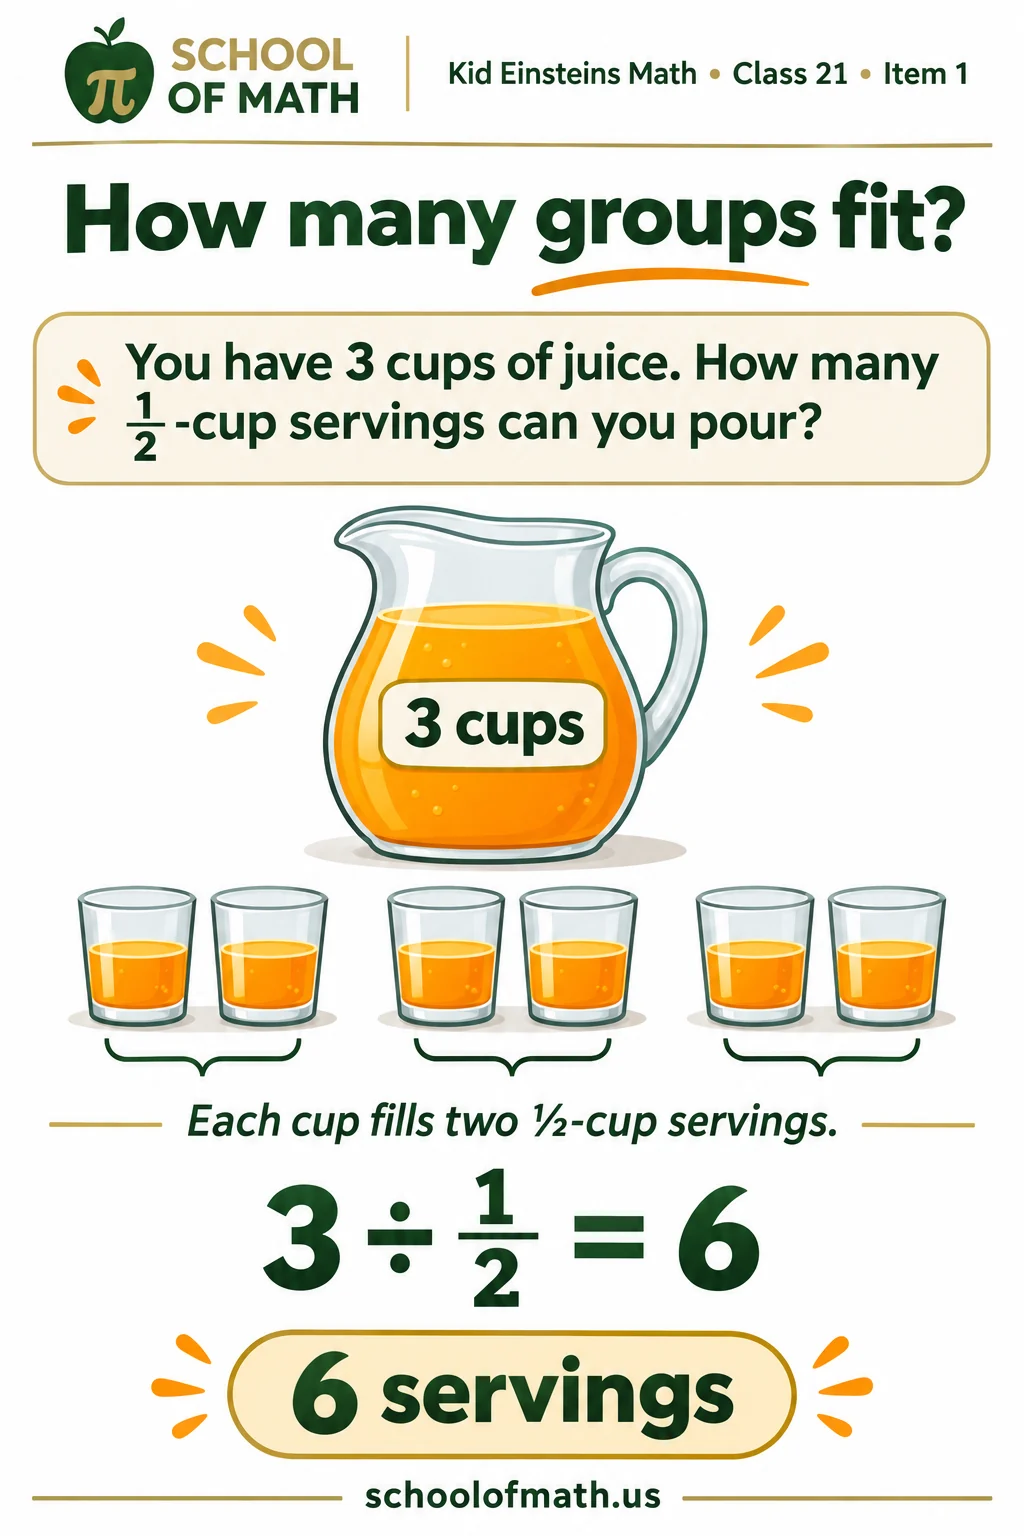 SCHOOL
OF MATH
π
Kid Einsteins Math • Class 21 • Item 1
How many groups fit?
You have 3 cups of juice. How many
1/2-cup servings can you pour?
3 cups
Each cup fills two ½-cup servings.
3 ÷ 1/2 = 6
6 servings
schoolofmath.us